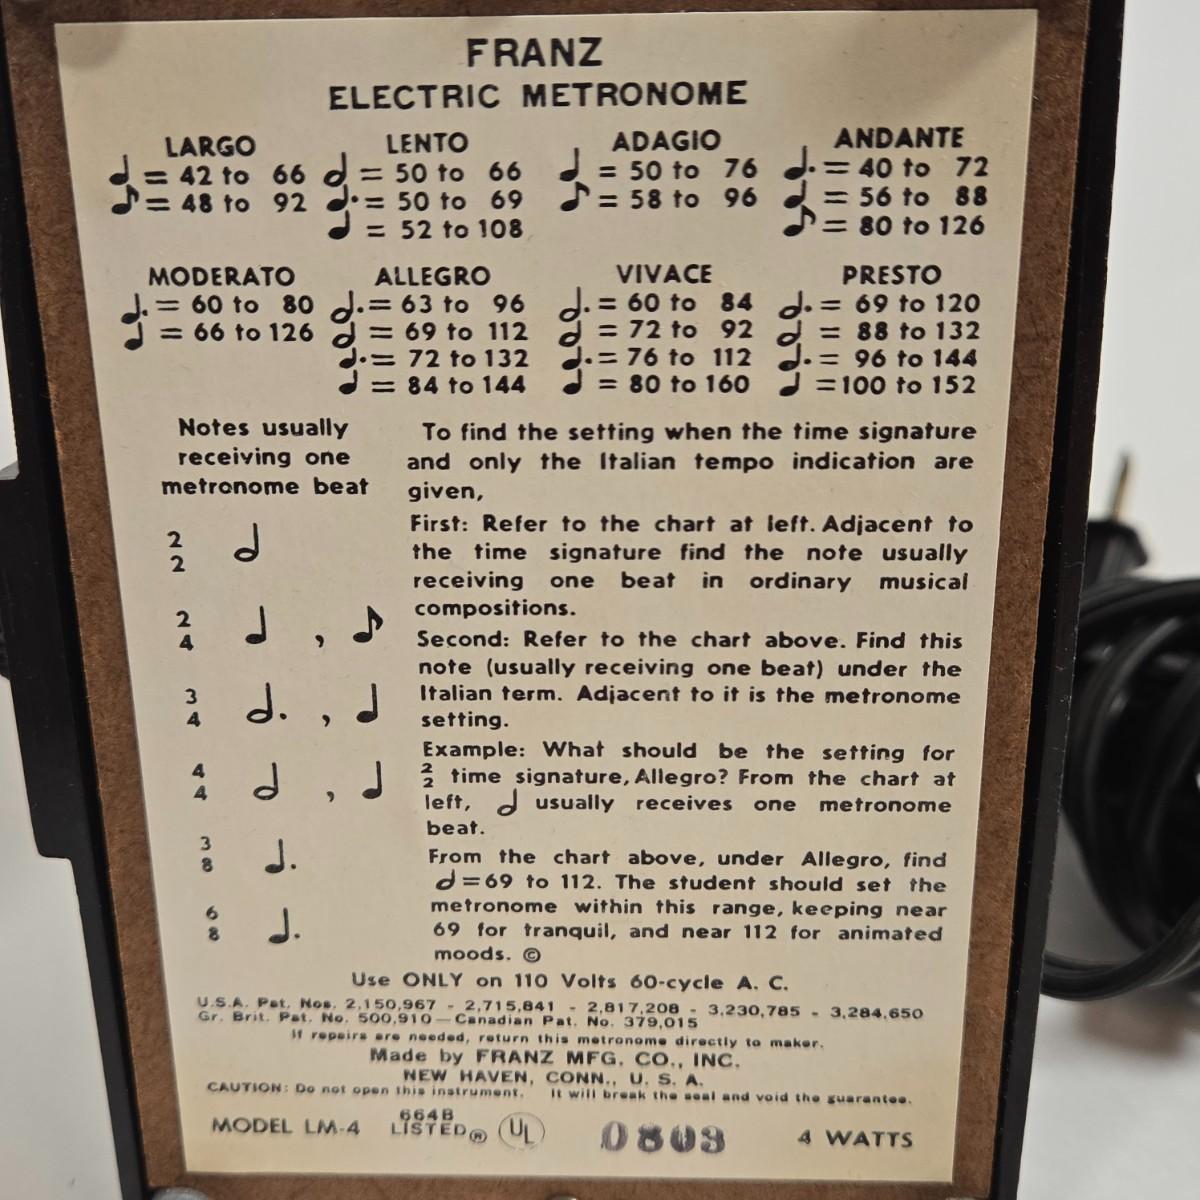 FRANZ
ELECTRIC METRONOME
LARGO LENTO ADAGIO ANDANTE
𝅘𝅥 = 42 to 66 𝅗𝅥 = 50 to 66 𝅘𝅥 = 50 to 76 𝅘𝅥. = 40 to 72
♪ = 48 to 92 𝅘𝅥. = 50 to 69 ♪ = 58 to 96 𝅘𝅥 = 56 to 88
𝅘𝅥 = 52 to 108 ♪ = 80 to 126
MODERATO ALLEGRO VIVACE PRESTO
𝅘𝅥. = 60 to 80 𝅗𝅥. = 63 to 96 𝅗𝅥. = 60 to 84 𝅗𝅥. = 69 to 120
𝅘𝅥 = 66 to 126 𝅗𝅥 = 69 to 112 𝅗𝅥 = 72 to 92 𝅗𝅥 = 88 to 132
𝅘𝅥. = 72 to 132 𝅘𝅥. = 76 to 112 𝅘𝅥. = 96 to 144
𝅘𝅥 = 84 to 144 𝅘𝅥 = 80 to 160 𝅘𝅥 =100 to 152
Notes usually
receiving one
metronome beat
2
2 𝅗𝅥
2
4 𝅘𝅥 , ♪
3
4 𝅗𝅥. , 𝅘𝅥
4
4 𝅗𝅥 , 𝅘𝅥
3
8 𝅘𝅥.
6
8 𝅘𝅥.
To find the setting when the time signature
and only the Italian tempo indication are
given,
First: Refer to the chart at left. Adjacent to
the time signature find the note usually
receiving one beat in ordinary musical
compositions.
Second: Refer to the chart above. Find this
note (usually receiving one beat) under the
Italian term. Adjacent to it is the metronome
setting.
Example: What should be the setting for
2/2 time signature, Allegro? From the chart at
left, 𝅗𝅥 usually receives one metronome
beat.
From the chart above, under Allegro, find
𝅗𝅥 = 69 to 112. The student should set the
metronome within this range, keeping near
69 for tranquil, and near 112 for animated
moods. ©
Use ONLY on 110 Volts 60-cycle A. C.
U.S.A. Pat. Nos. 2,150,967 - 2,715,841 - 2,817,208 - 3,230,785 - 3,284,650
Gr. Brit. Pat. No. 500,910—Canadian Pat. No. 379,015
If repairs are needed, return this metronome directly to maker.
Made by FRANZ MFG. CO., INC.
NEW HAVEN, CONN., U. S. A.
CAUTION: Do not open this instrument. It will break the seal and void the guarantee.
MODEL LM-4 664B LISTED ® UL 0803 4 WATTS